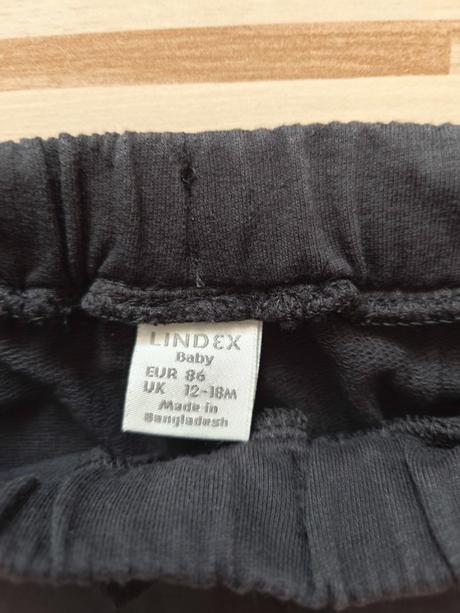 LINDEX
Baby
EUR 86
UK 12-18M
Made in
Bangladesh